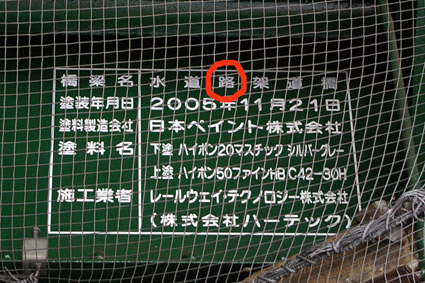 橋梁名 水道路架道橋
塗装年月日 2005年11月21日
塗料製造会社 日本ペイント株式会社
塗料名 下塗 ハイポン20マスチック シルバーグレー
上塗 ハイポン50ファインHB C42-30H
施工業者 レールウェイ・テクノロジー株式会社
(株式会社ハーテック)